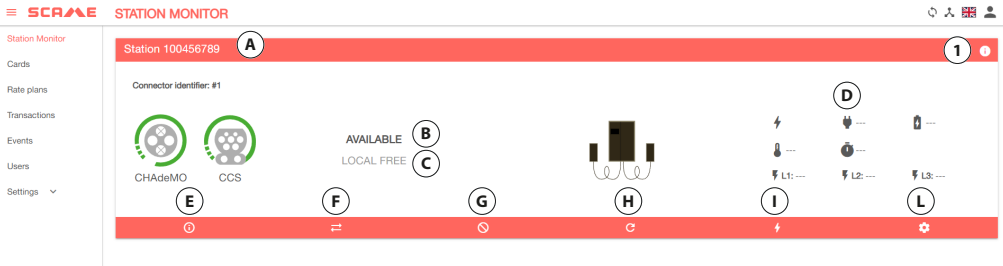 SCAME STATION MONITOR
Station Monitor
Cards
Rate plans
Transactions
Events
Users
Settings
Station 100456789 A 1
Connector identifier: #1
D
AVAILABLE B
LOCAL FREE C
CHAdeMO CCS
---
---
---
---
L1: --- L2: --- L3: ---
E F G H I L